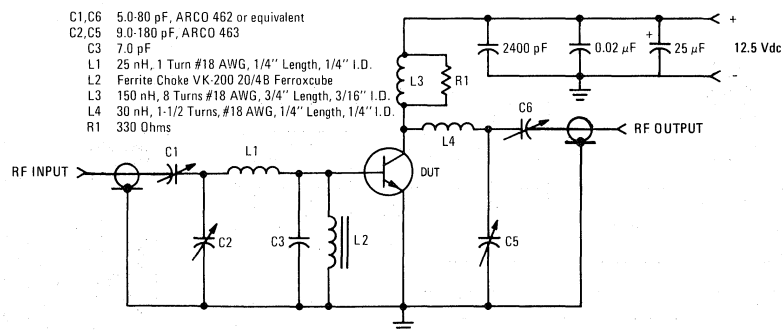 C1,C6 5.0-80 pF, ARCO 462 or equivalent
C2,C5 9.0-180 pF, ARCO 463
C3 7.0 pF
L1 25 nH, 1 Turn #18 AWG, 1/4'' Length, 1/4'' I.D.
L2 Ferrite Choke VK-200 20/4B Ferroxcube
L3 150 nH, 8 Turns #18 AWG, 3/4'' Length, 3/16'' I.D.
L4 30 nH, 1-1/2 Turns, #18 AWG, 1/4'' Length, 1/4'' I.D.
R1 330 Ohms
L3
R1
2400 pF
0.02 µF
+
25 µF
+
12.5 Vdc
-
C6
RF OUTPUT
L4
C1
L1
RF INPUT
DUT
C2
C3
L2
C5